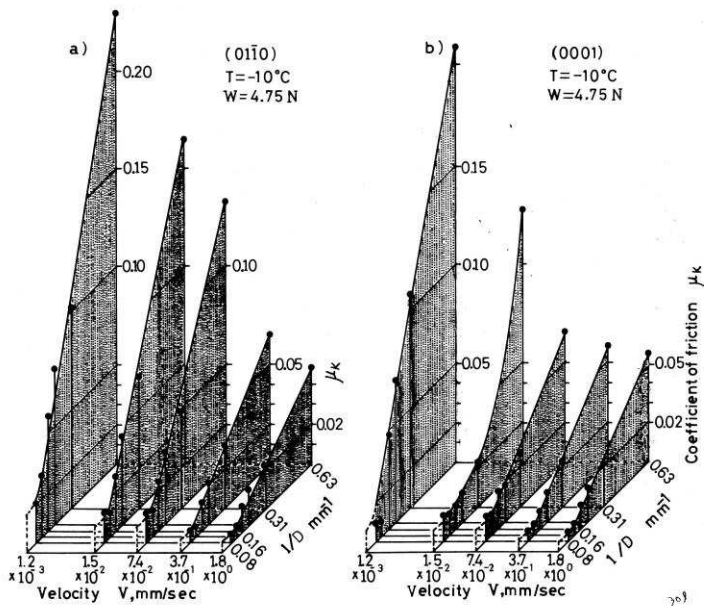 a)
(011̄0)
T=-10°C
W=4.75 N
0.20
0.15
0.10
0.10
0.05
0.02
μK
0.63
0.31
0.16
0.08
1/D mm⁻¹
1.2 x10⁻³
1.5 x10⁻²
7.4 x10⁻²
3.7 x10⁻¹
1.8 x10⁰
Velocity V,mm/sec
b)
(0001)
T=-10°C
W=4.75 N
0.15
0.10
0.05
0.05
0.02
Coefficient of friction μK
0.63
0.31
0.16
0.08
1/D mm⁻¹
1.2 x10⁻³
1.5 x10⁻²
7.4 x10⁻²
3.7 x10⁻¹
1.8 x10⁰
Velocity V,mm/sec